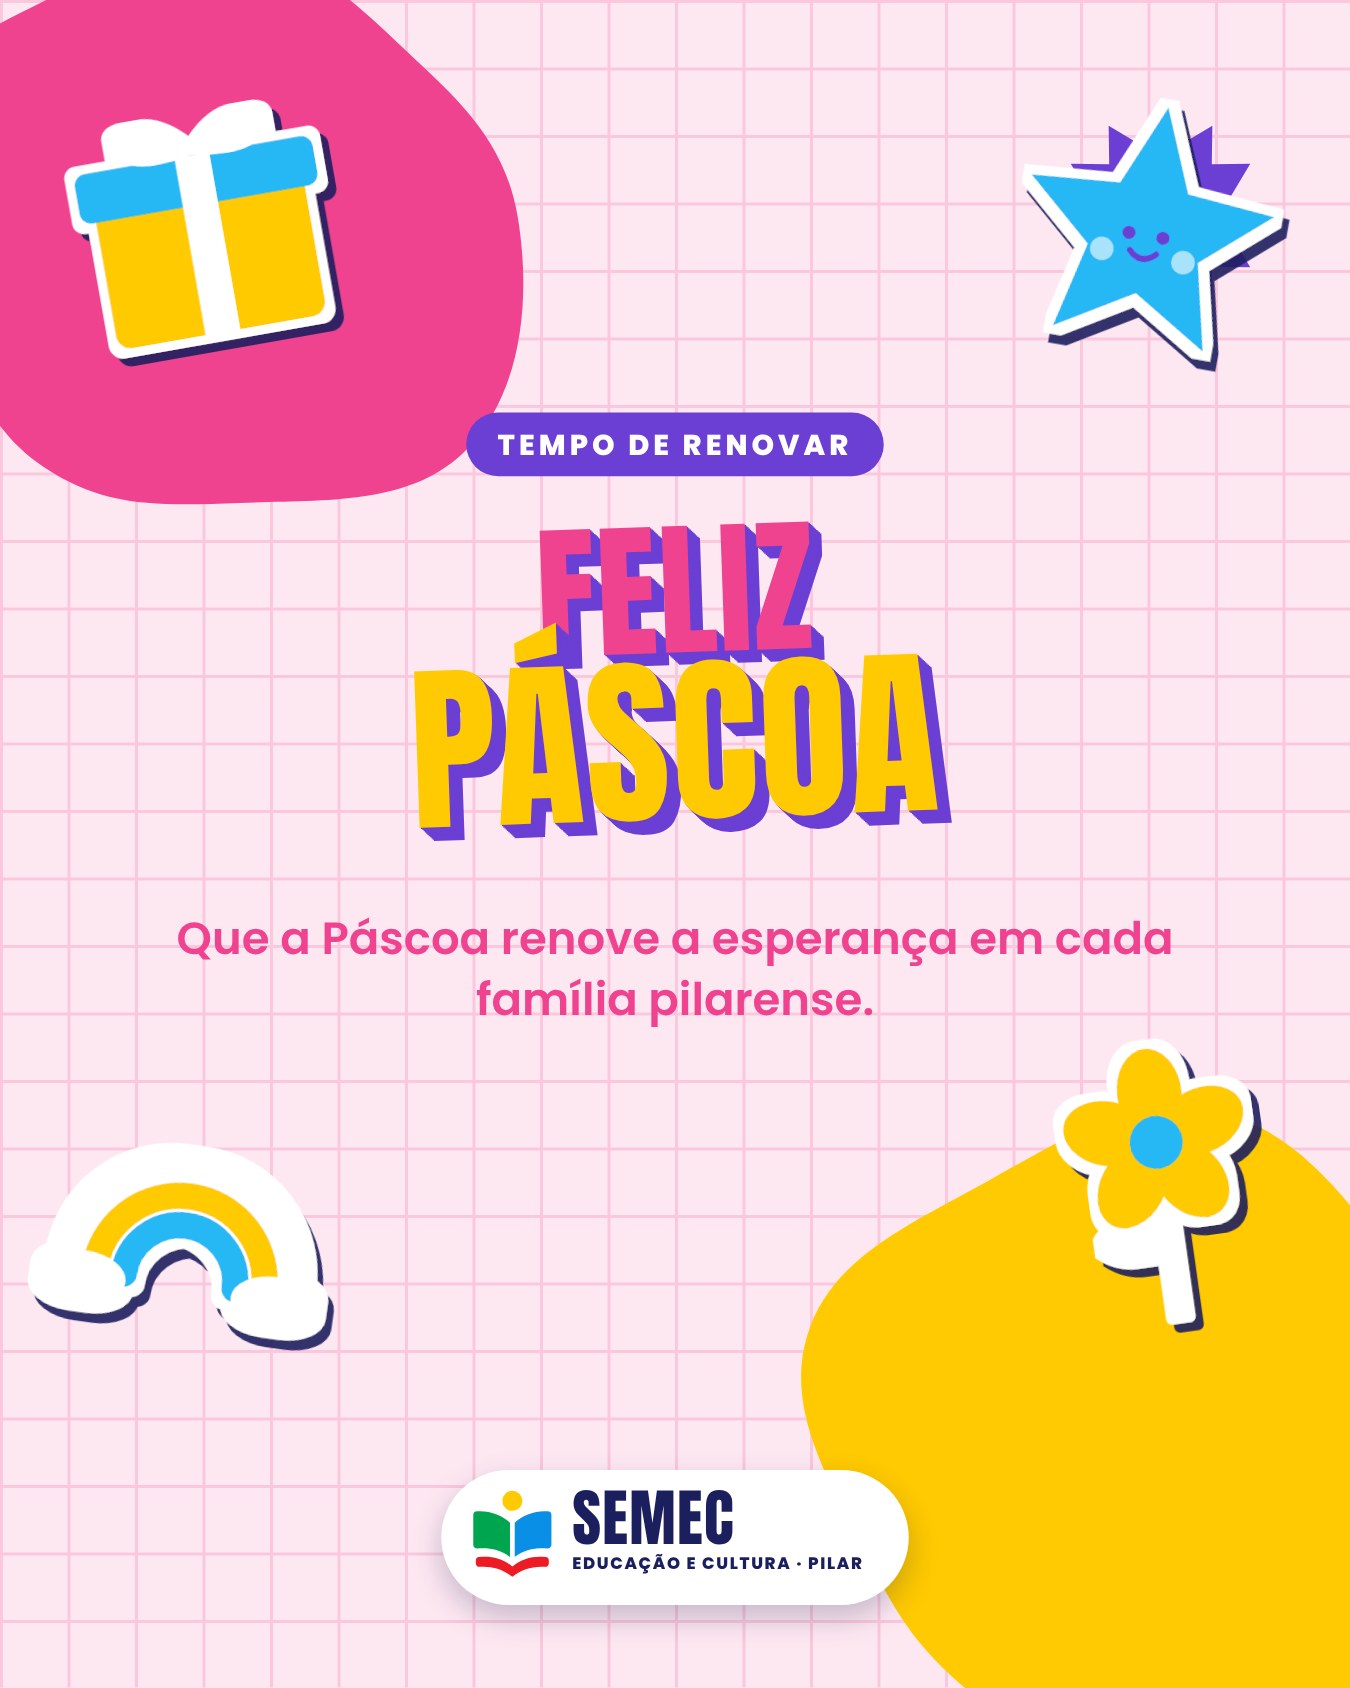 TEMPO DE RENOVAR
FELIZ
PÁSCOA
Que a Páscoa renove a esperança em cada
família pilarense.
SEMEC
EDUCAÇÃO E CULTURA · PILAR